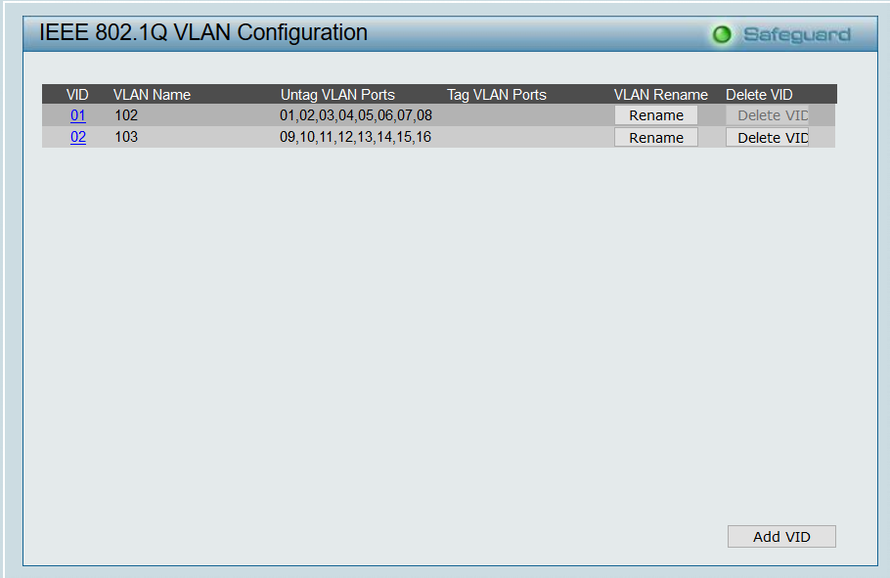 IEEE 802.1Q VLAN Configuration Safeguard
VID VLAN Name Untag VLAN Ports Tag VLAN Ports VLAN Rename Delete VID
01 102 01,02,03,04,05,06,07,08 Rename Delete VID
02 103 09,10,11,12,13,14,15,16 Rename Delete VID
Add VID